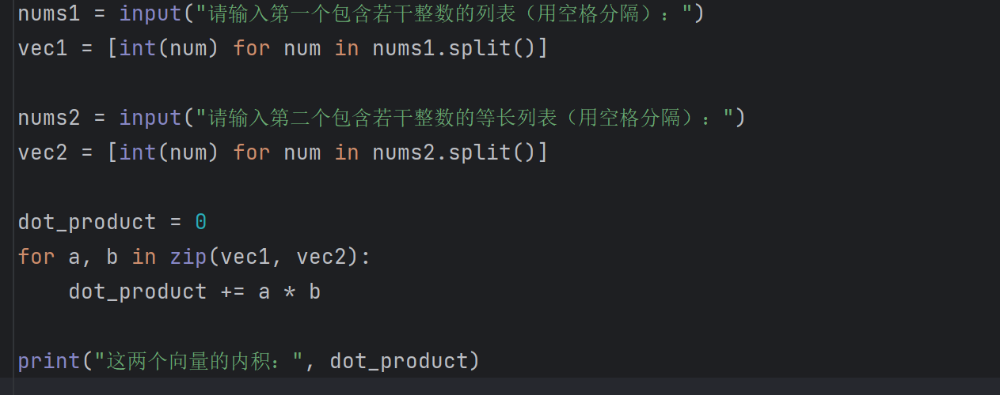 nums1 = input("请输入第一个包含若干整数的列表（用空格分隔）：")
vec1 = [int(num) for num in nums1.split()]
nums2 = input("请输入第二个包含若干整数的等长列表（用空格分隔）：")
vec2 = [int(num) for num in nums2.split()]
dot_product = 0
for a, b in zip(vec1, vec2):
    dot_product += a * b
print("这两个向量的内积：", dot_product)